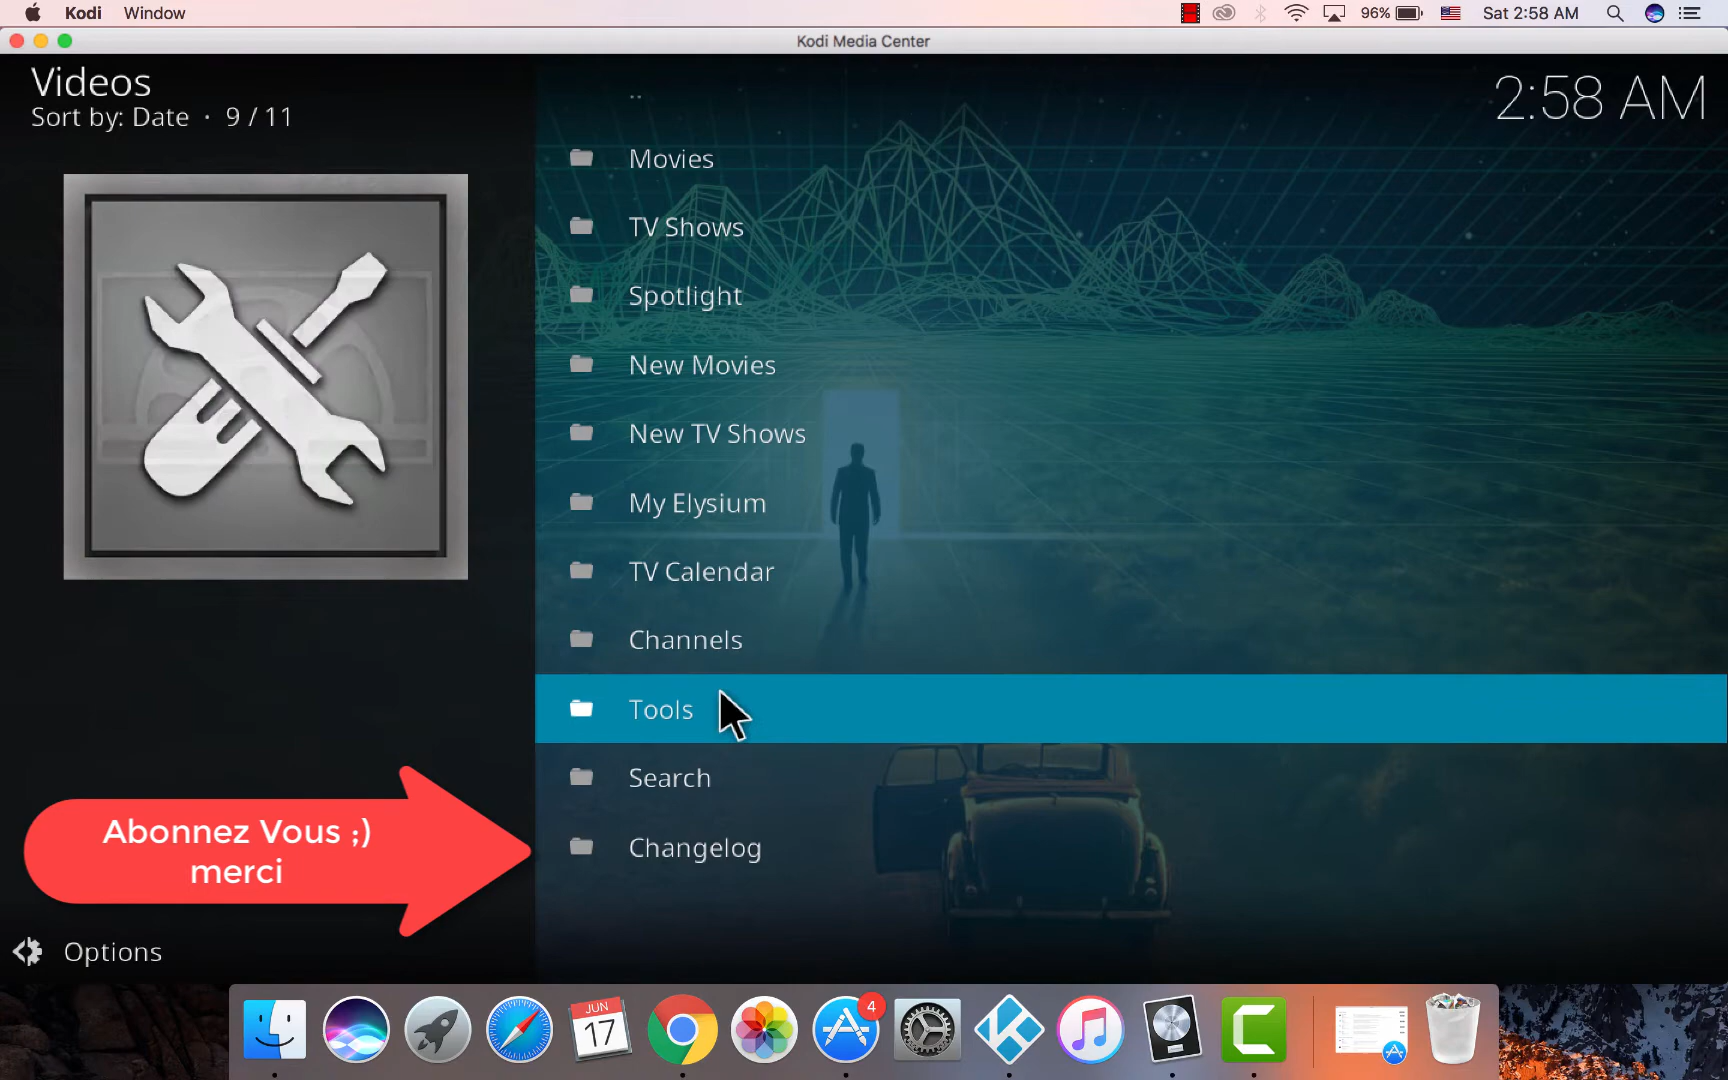 Kodi Window
96%
Sat 2:58 AM
Kodi Media Center
Videos
Sort by: Date · 9 / 11
2:58 AM
..
Movies
TV Shows
Spotlight
New Movies
New TV Shows
My Elysium
TV Calendar
Channels
Tools
Search
Changelog
Abonnez Vous ;)
merci
Options
JUN
17
4